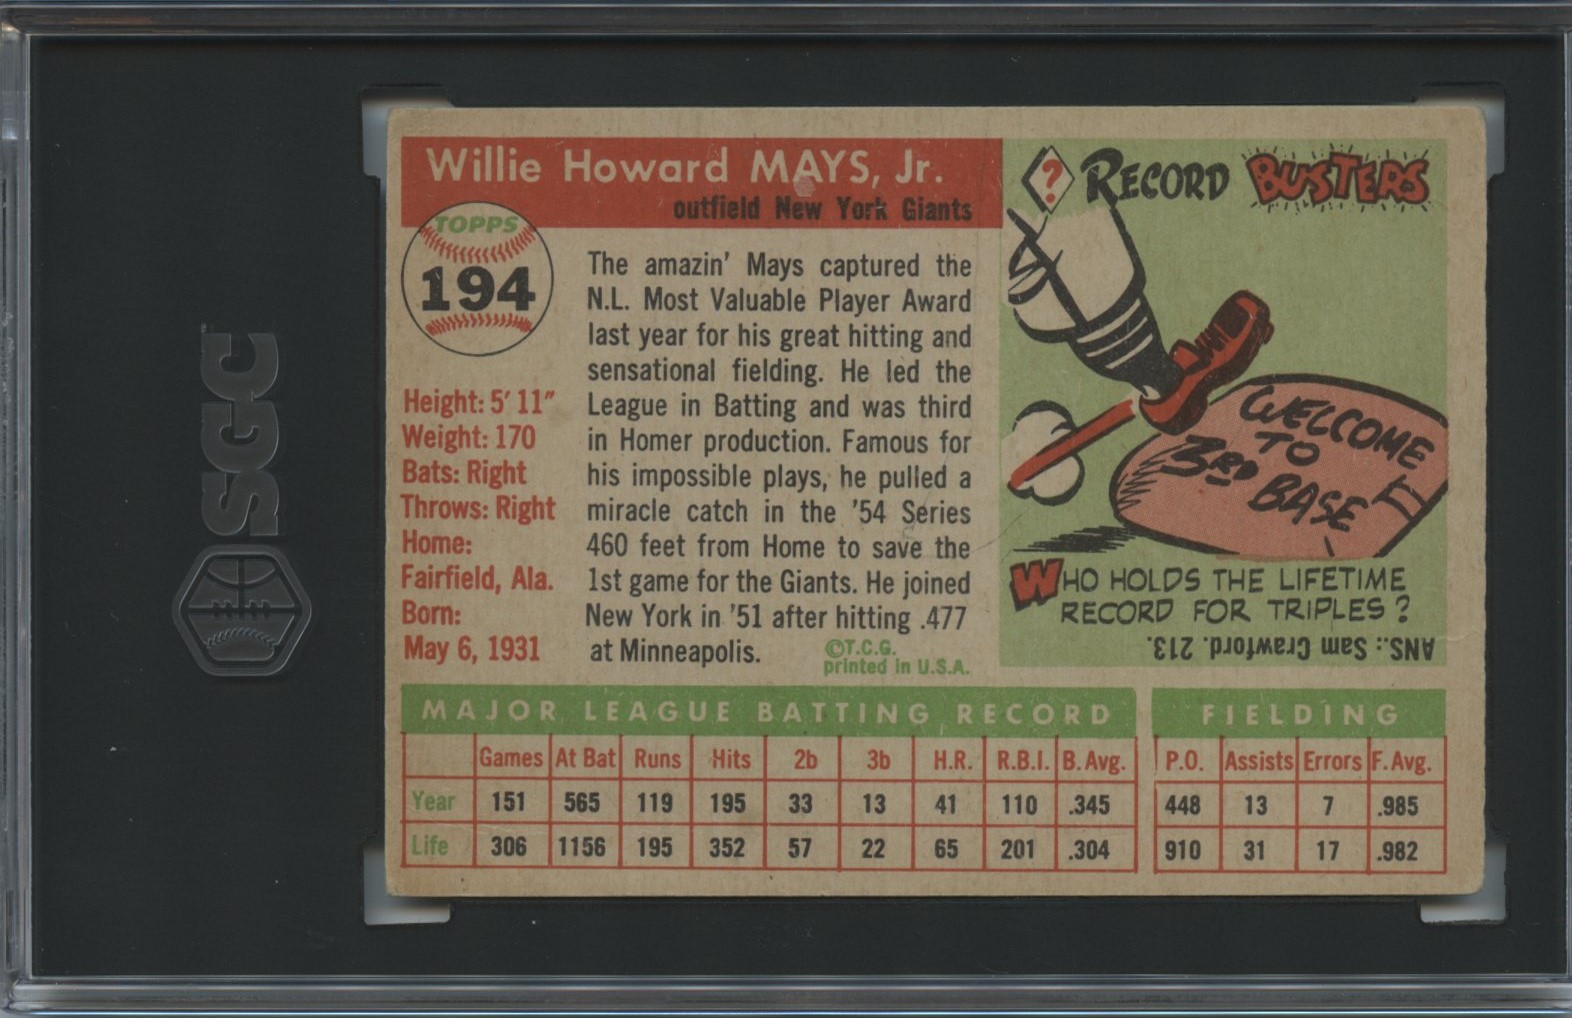 SGC
Willie Howard MAYS, Jr.
outfield New York Giants
TOPPS
194
Height: 5' 11"
Weight: 170
Bats: Right
Throws: Right
Home:
Fairfield, Ala.
Born:
May 6, 1931
The amazin' Mays captured the
N.L. Most Valuable Player Award
last year for his great hitting and
sensational fielding. He led the
League in Batting and was third
in Homer production. Famous for
his impossible plays, he pulled a
miracle catch in the '54 Series
460 feet from Home to save the
1st game for the Giants. He joined
New York in '51 after hitting .477
at Minneapolis.
©T.C.G.
printed in U.S.A.
? RECORD BUSTERS
WELCOME
TO
3RD BASE
WHO HOLDS THE LIFETIME
RECORD FOR TRIPLES?
ANS.: Sam Crawford. 213.
MAJOR LEAGUE BATTING RECORD
Games At Bat Runs Hits 2b 3b H.R. R.B.I. B. Avg.
Year 151 565 119 195 33 13 41 110 .345
Life 306 1156 195 352 57 22 65 201 .304
FIELDING
P.O. Assists Errors F. Avg.
448 13 7 .985
910 31 17 .982